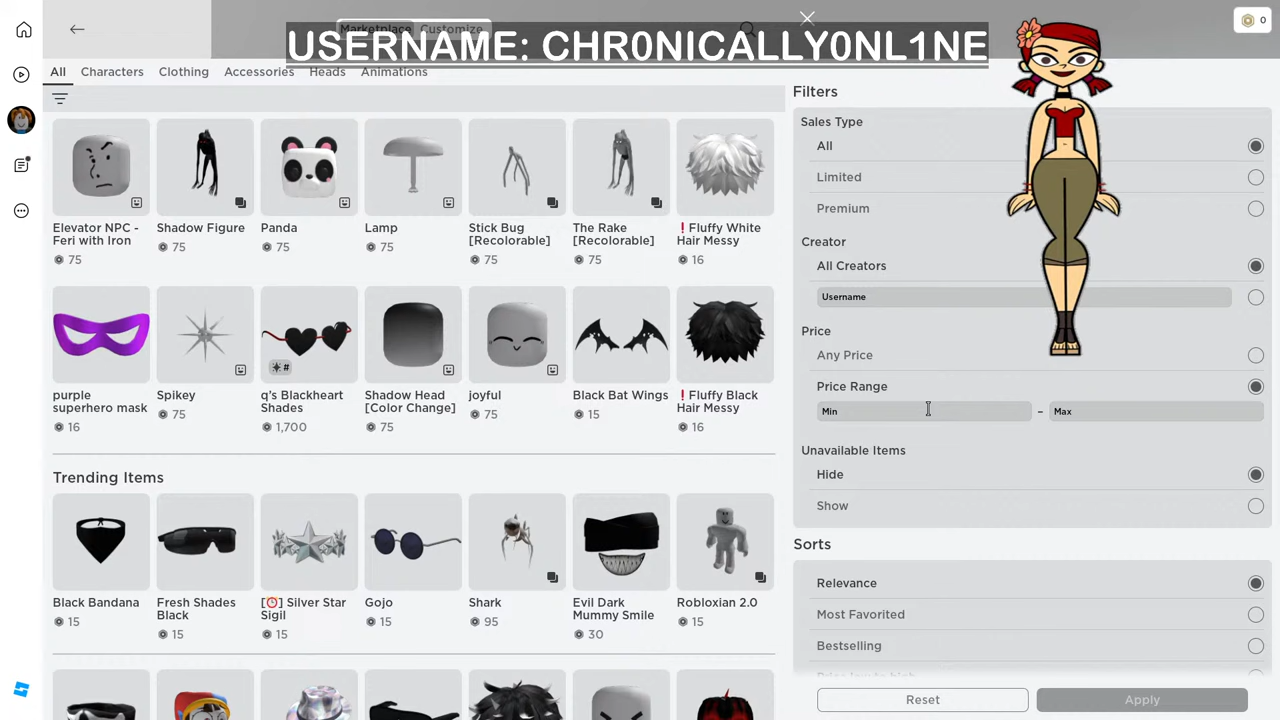 Marketplace Customize
USERNAME: CHR0NICALLY0NL1NE
0
All Characters Clothing Accessories Heads Animations
Elevator NPC -
Feri with Iron
75
Shadow Figure
75
Panda
75
Lamp
75
Stick Bug
[Recolorable]
75
The Rake
[Recolorable]
75
❗Fluffy White
Hair Messy
16
purple
superhero mask
16
Spikey
75
#
q's Blackheart
Shades
1,700
Shadow Head
[Color Change]
75
joyful
75
Black Bat Wings
15
❗Fluffy Black
Hair Messy
16
Trending Items
Black Bandana
15
Fresh Shades
Black
15
[⏰] Silver Star
Sigil
15
Gojo
15
Shark
95
Evil Dark
Mummy Smile
30
Robloxian 2.0
15
Filters
Sales Type
All
Limited
Premium
Creator
All Creators
Username
Price
Any Price
Price Range
Min – Max
Unavailable Items
Hide
Show
Sorts
Relevance
Most Favorited
Bestselling
Reset Apply